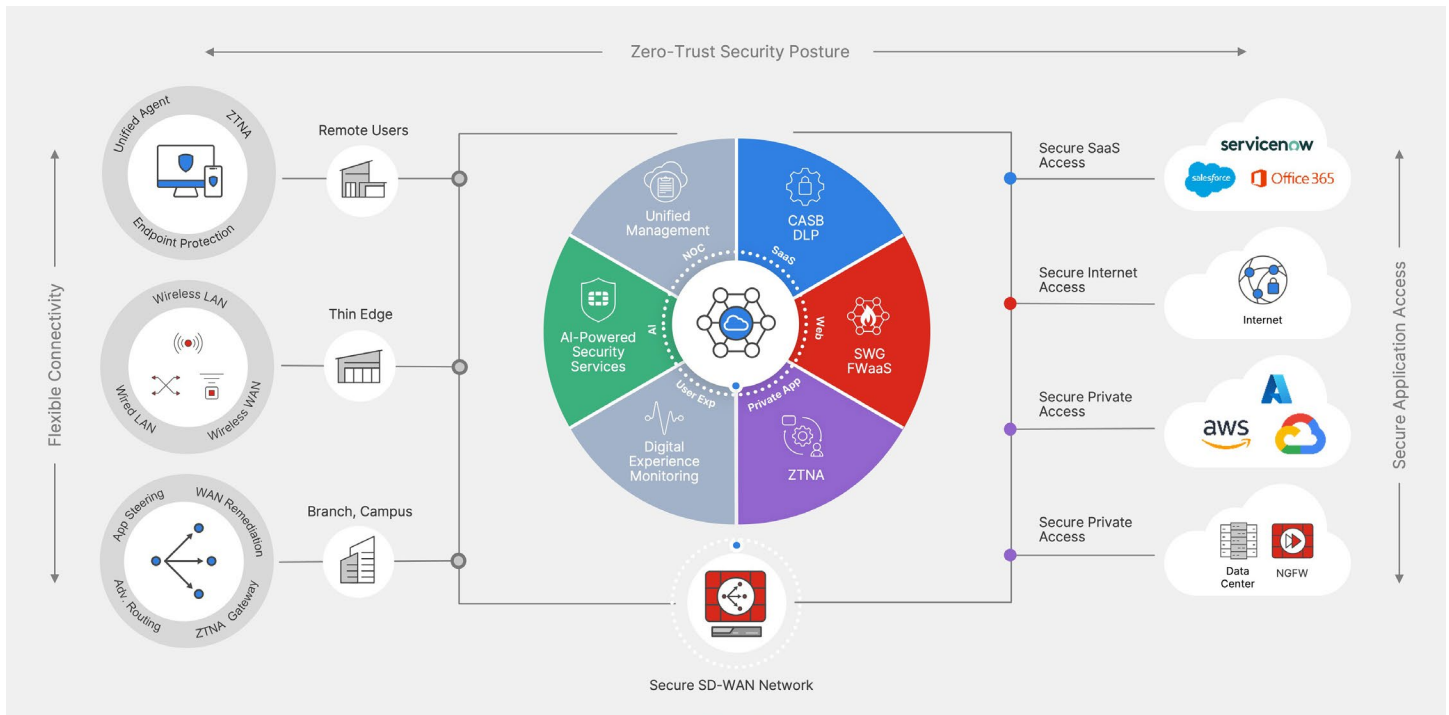 Zero-Trust Security Posture
Flexible Connectivity
Unified Agent
ZTNA
Endpoint Protection
Remote Users
Wireless LAN
Wired LAN
Wireless WAN
Thin Edge
App Steering
WAN Remediation
Adv. Routing
ZTNA Gateway
Branch, Campus
Unified
Management
NOC
CASB
DLP
SaaS
AI-Powered
Security
Services
AI
SWG
FWaaS
Web
Digital
Experience
Monitoring
User Exp
ZTNA
Private App
Secure SD-WAN Network
Secure SaaS
Access
servicenow
salesforce
Office 365
Secure Internet
Access
Internet
Secure Private
Access
aws
Secure Private
Access
Data
Center
NGFW
Secure Application Access